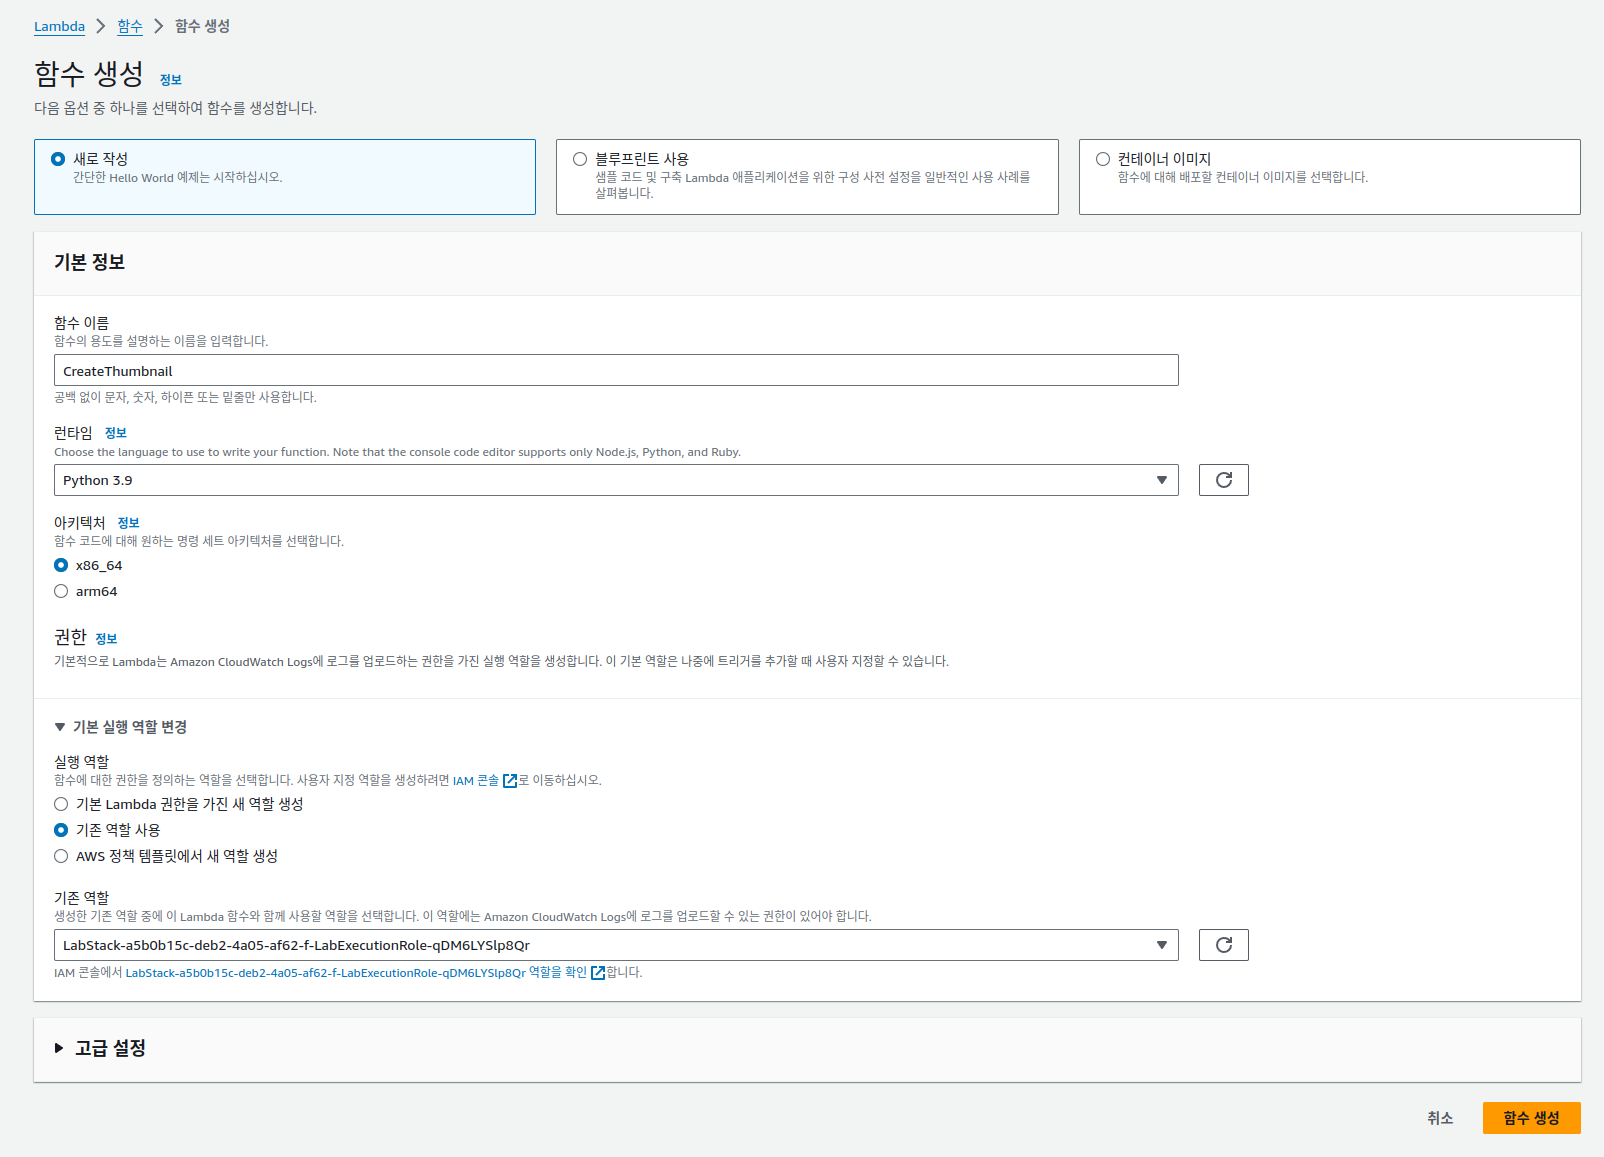 Lambda > 함수 > 함수 생성
함수 생성 정보
다음 옵션 중 하나를 선택하여 함수를 생성합니다.
새로 작성
간단한 Hello World 예제는 시작하십시오.
블루프린트 사용
샘플 코드 및 구축 Lambda 애플리케이션을 위한 구성 사전 설정을 일반적인 사용 사례를
살펴봅니다.
컨테이너 이미지
함수에 대해 배포할 컨테이너 이미지를 선택합니다.
기본 정보
함수 이름
함수의 용도를 설명하는 이름을 입력합니다.
CreateThumbnail
공백 없이 문자, 숫자, 하이픈 또는 밑줄만 사용합니다.
런타임 정보
Choose the language to use to write your function. Note that the console code editor supports only Node.js, Python, and Ruby.
Python 3.9
아키텍처 정보
함수 코드에 대해 원하는 명령 세트 아키텍처를 선택합니다.
x86_64
arm64
권한 정보
기본적으로 Lambda는 Amazon CloudWatch Logs에 로그를 업로드하는 권한을 가진 실행 역할을 생성합니다. 이 기본 역할은 나중에 트리거를 추가할 때 사용자 지정할 수 있습니다.
기본 실행 역할 변경
실행 역할
함수에 대한 권한을 정의하는 역할을 선택합니다. 사용자 지정 역할을 생성하려면 IAM 콘솔 로 이동하십시오.
기본 Lambda 권한을 가진 새 역할 생성
기존 역할 사용
AWS 정책 템플릿에서 새 역할 생성
기존 역할
생성한 기존 역할 중에 이 Lambda 함수와 함께 사용할 역할을 선택합니다. 이 역할에는 Amazon CloudWatch Logs에 로그를 업로드할 수 있는 권한이 있어야 합니다.
LabStack-a5b0b15c-deb2-4a05-af62-f-LabExecutionRole-qDM6LYSlp8Qr
IAM 콘솔에서 LabStack-a5b0b15c-deb2-4a05-af62-f-LabExecutionRole-qDM6LYSlp8Qr 역할을 확인 합니다.
고급 설정
취소 함수 생성